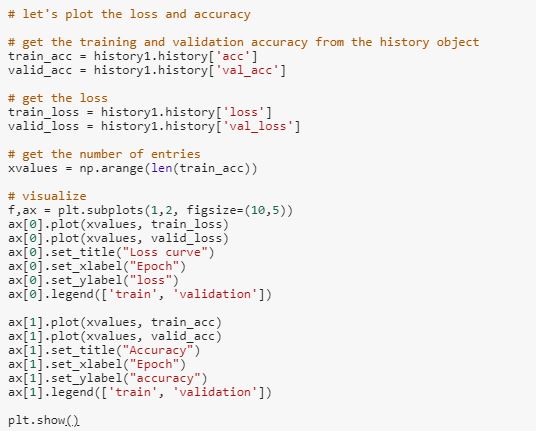 # let's plot the loss and accuracy
# get the training and validation accuracy from the history object
train_acc = history1.history['acc']
valid_acc = history1.history['val_acc']
# get the loss
train_loss = history1.history['loss']
valid_loss = history1.history['val_loss']
# get the number of entries
xvalues = np.arange(len(train_acc))
# visualize
f,ax = plt.subplots(1,2, figsize=(10,5))
ax[0].plot(xvalues, train_loss)
ax[0].plot(xvalues, valid_loss)
ax[0].set_title("Loss curve")
ax[0].set_xlabel("Epoch")
ax[0].set_ylabel("loss")
ax[0].legend(['train', 'validation'])
ax[1].plot(xvalues, train_acc)
ax[1].plot(xvalues, valid_acc)
ax[1].set_title("Accuracy")
ax[1].set_xlabel("Epoch")
ax[1].set_ylabel("accuracy")
ax[1].legend(['train', 'validation'])
plt.show()